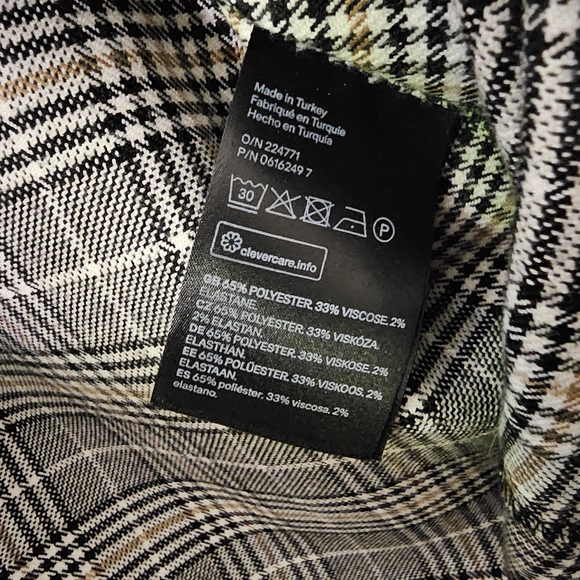 Made in Turkey
Fabriqué en Turquie
Hecho en Turquía
O/N 224771
P/N 0616249 7
30
P
clevercare.info
GB 65% POLYESTER. 33% VISCOSE. 2%
ELASTANE.
CZ 65% POLYESTER. 33% VISKÓZA.
2% ELASTAN.
DE 65% POLYESTER. 33% VISKOSE. 2%
ELASTHAN.
EE 65% POLÜESTER. 33% VISKOOS. 2%
ELASTAAN.
ES 65% poliéster. 33% viscosa. 2%
elastano.